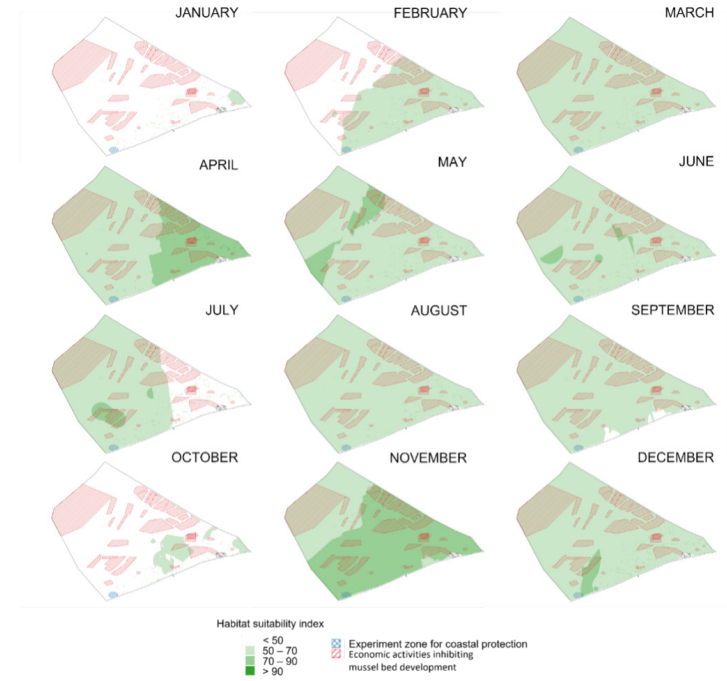 JANUARY
FEBRUARY
MARCH
APRIL
MAY
JUNE
JULY
AUGUST
SEPTEMBER
OCTOBER
NOVEMBER
DECEMBER
Habitat suitability index
< 50
50 – 70
70 – 90
> 90
Experiment zone for coastal protection
Economic activities inhibiting
mussel bed development